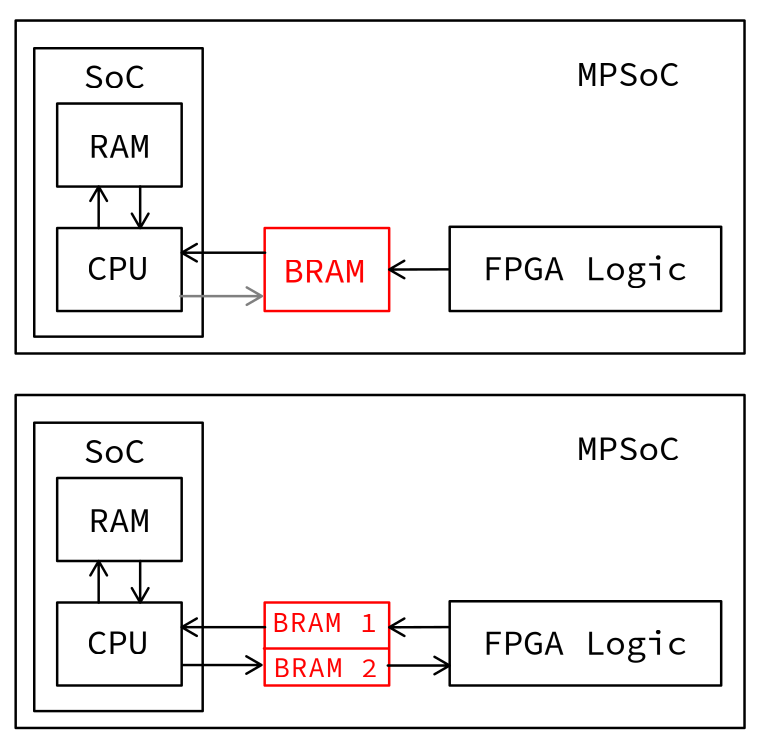 SoC
MPSoC
RAM
CPU
BRAM
FPGA Logic
SoC
MPSoC
RAM
BRAM 1
CPU
FPGA Logic
BRAM 2